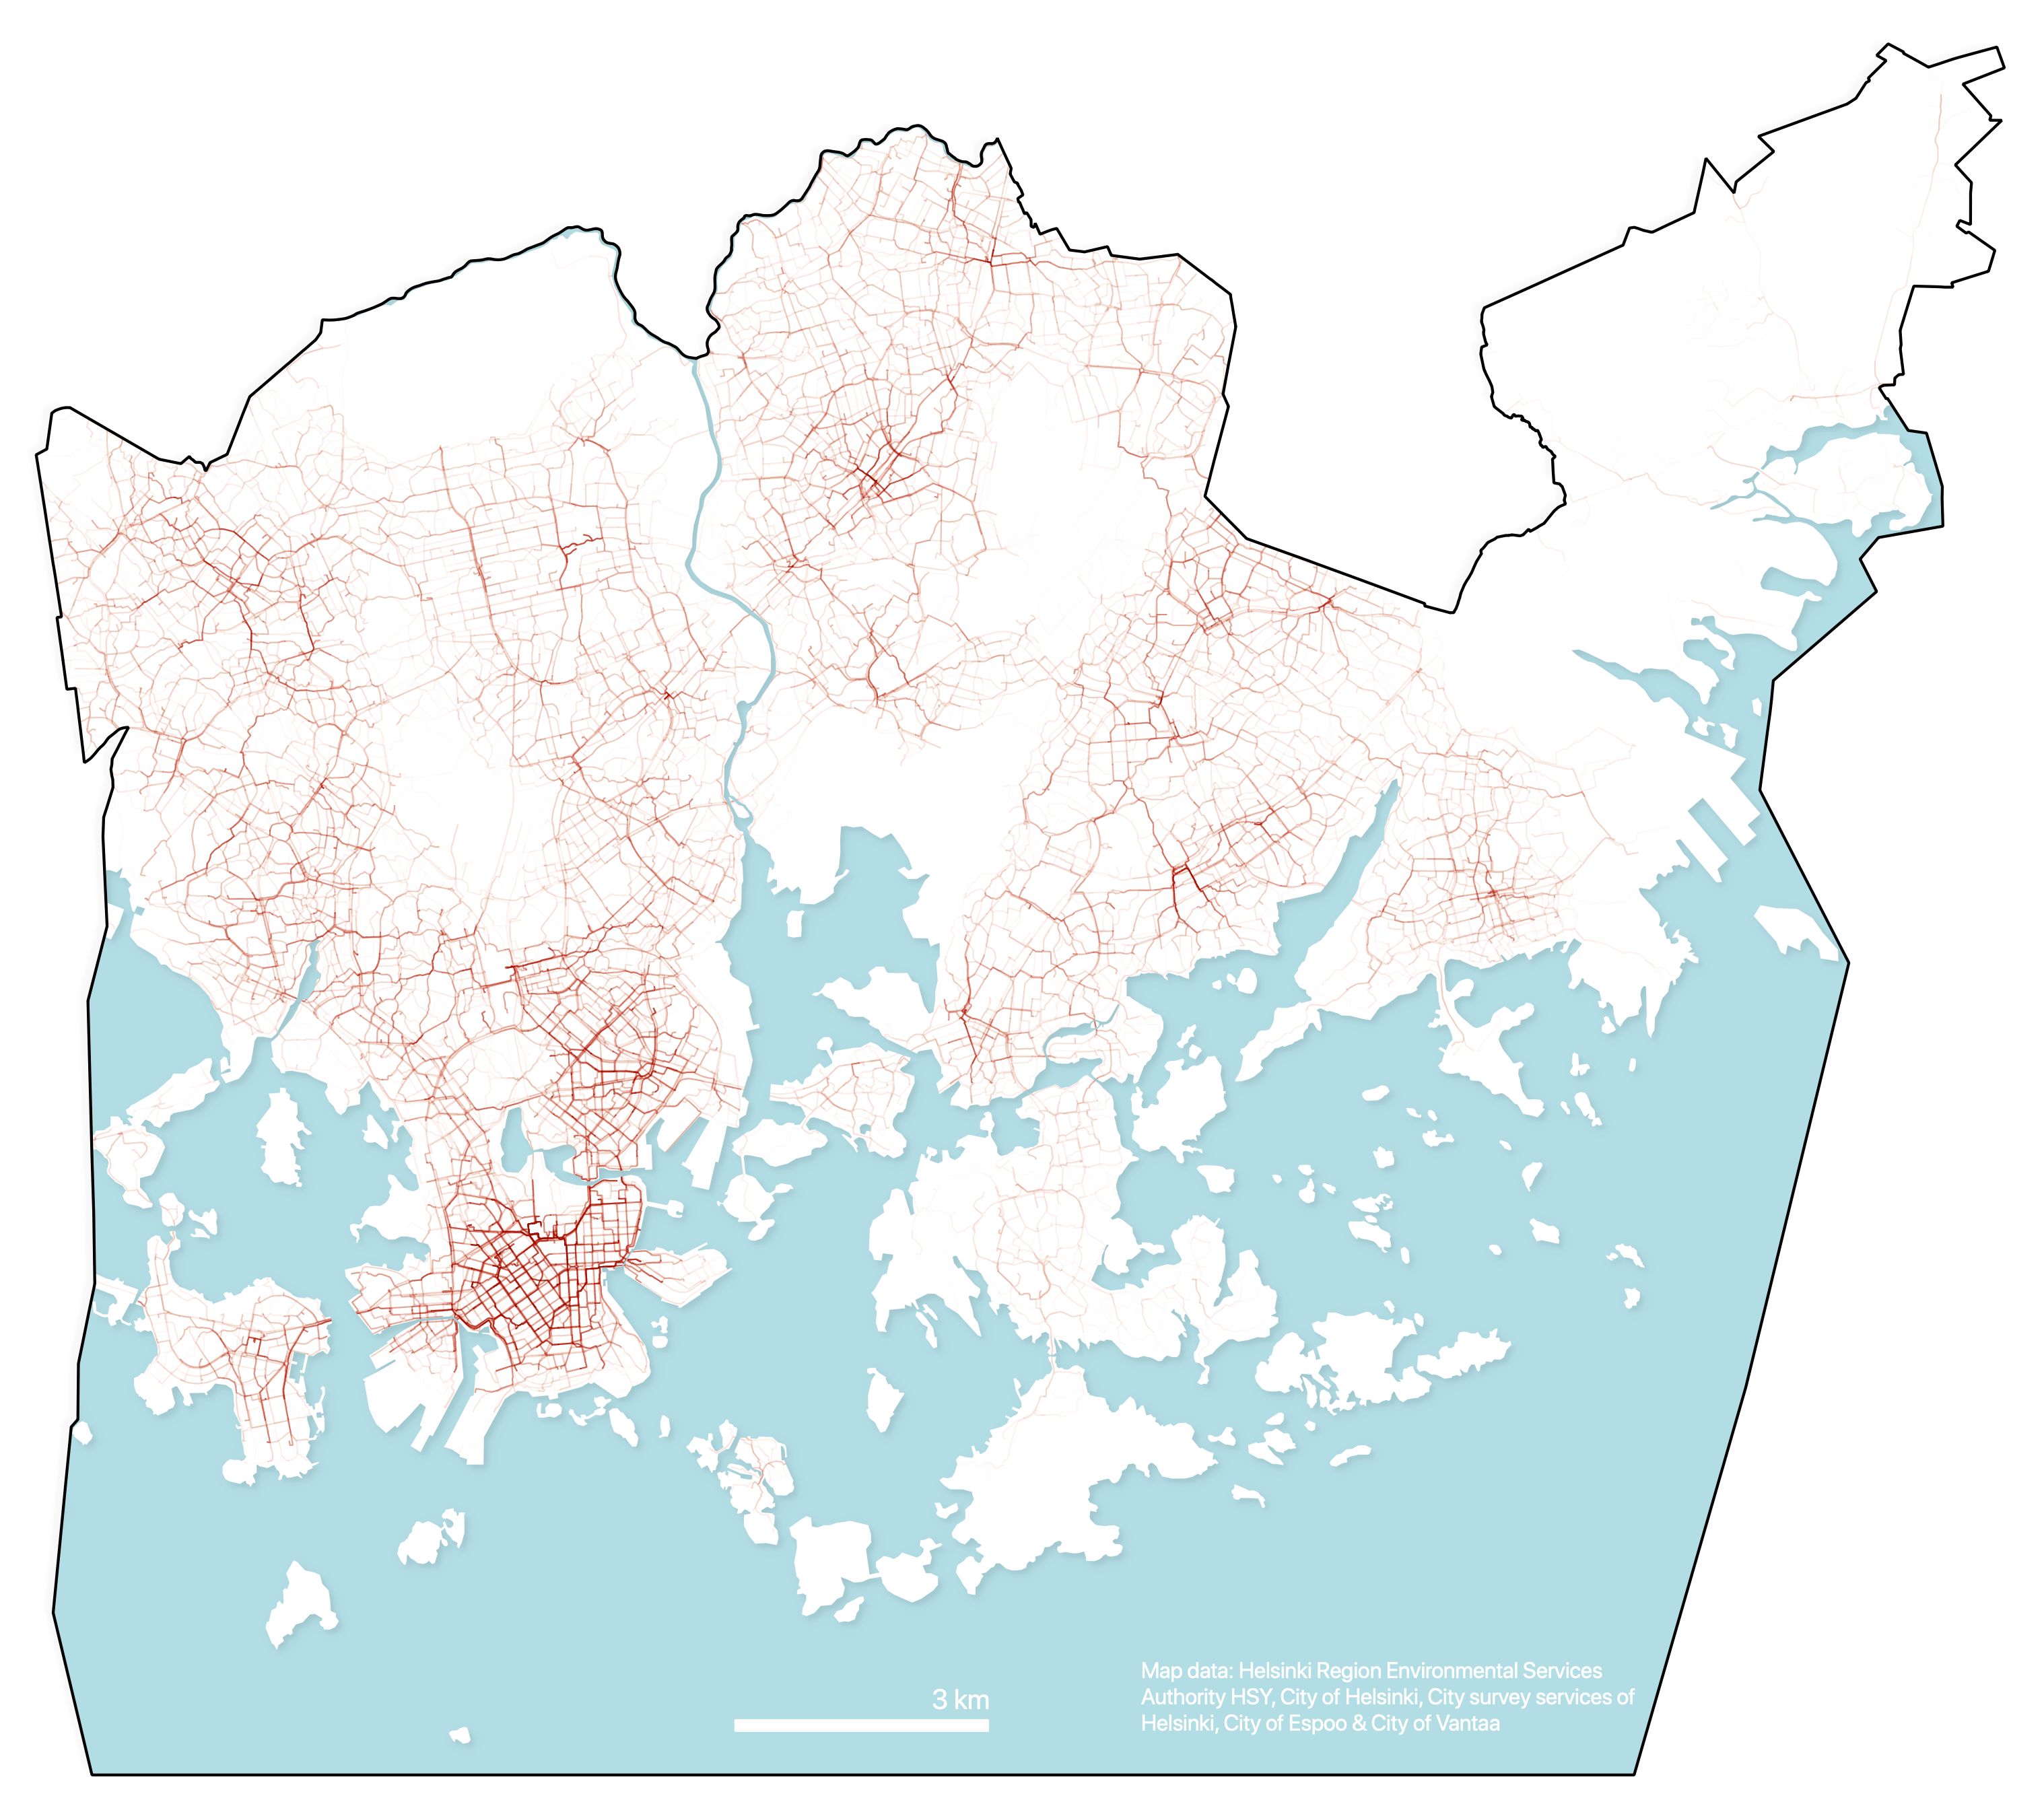 3 km
Map data: Helsinki Region Environmental Services
Authority HSY, City of Helsinki, City survey services of
Helsinki, City of Espoo & City of Vantaa